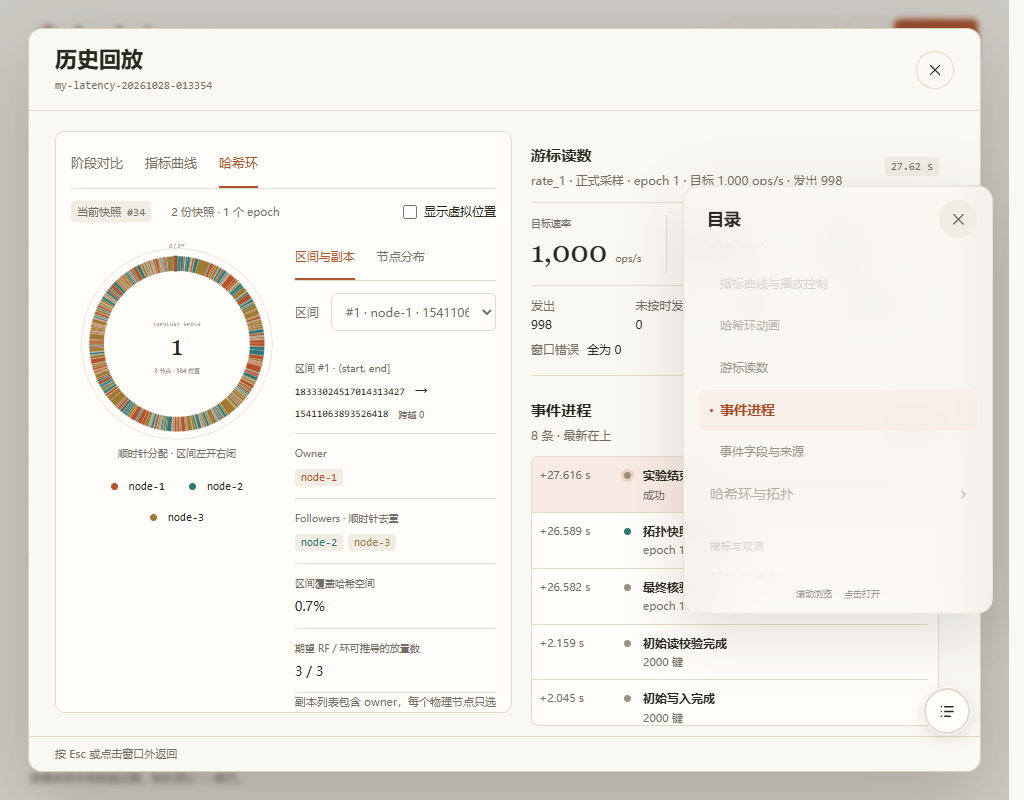 历史回放
my-latency-20261028-013354
阶段对比 指标曲线 哈希环
当前快照 #34 2 份快照 · 1 个 epoch 显示虚拟位置
TOPOLOGY EPOCH
1
3 节点 · 384 位置
顺时针分配 · 区间左开右闭
node-1 node-2
node-3
区间与副本 节点分布
区间 #1 · node-1 · 1541106
区间 #1 · (start, end]
18333024517014313427 →
15411063893526418 跨越 0
Owner
node-1
Followers · 顺时针去重
node-2 node-3
区间覆盖哈希空间
0.7%
期望 RF / 环可推导的放置数
3 / 3
副本列表包含 owner，每个物理节点只选
游标读数
27.62 s
rate_1 · 正式采样 · epoch 1 · 目标 1,000 ops/s · 发出 998
目标速率
1,000 ops/s
发出 未按时发
998 0
窗口错误 全为 0
事件进程
8 条 · 最新在上
+27.616 s 实验结束
成功
+26.589 s 拓扑快照
epoch 1
+26.582 s 最终核
epoch 1
+2.159 s 初始读校验完成
2000 键
+2.045 s 初始写入完成
2000 键
目录
指标曲线与播放控制
哈希环动画
游标读数
事件进程
事件字段与来源
哈希环与拓扑
指标与观测
滚动浏览 点击打开
按 Esc 或点击窗口外返回